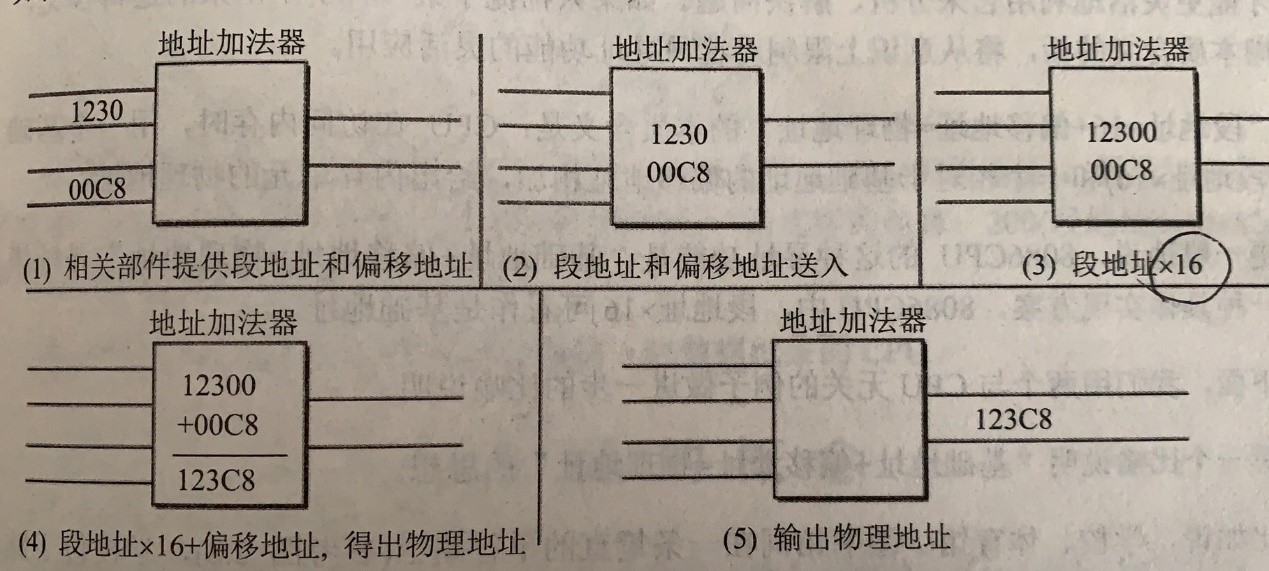 地址加法器
1230
00C8
(1) 相关部件提供段地址和偏移地址
地址加法器
1230
00C8
(2) 段地址和偏移地址送入
地址加法器
12300
00C8
(3) 段地址×16
地址加法器
12300
+00C8
123C8
(4) 段地址×16+偏移地址, 得出物理地址
地址加法器
123C8
(5) 输出物理地址